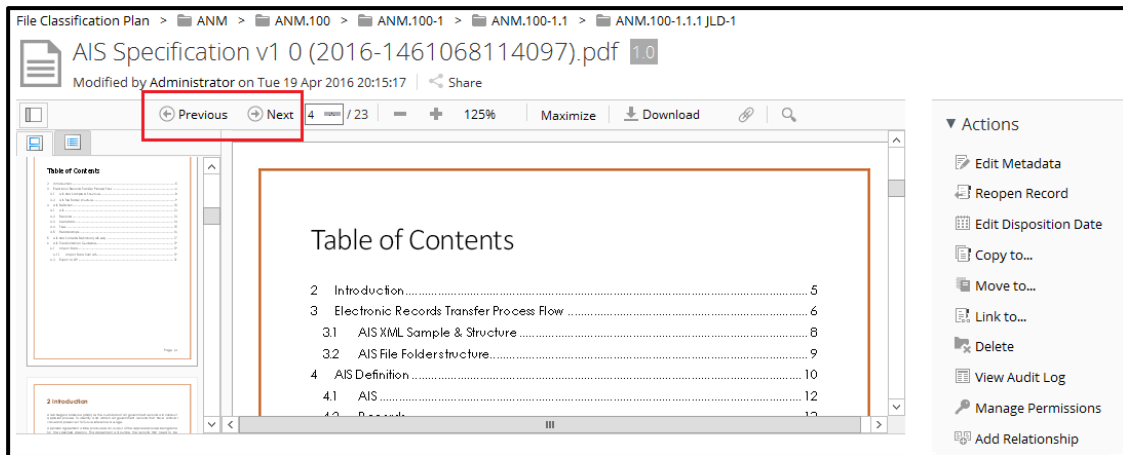 File Classification Plan > ANM > ANM.100 > ANM.100-1 > ANM.100-1.1 > ANM.100-1.1.1 JLD-1
AIS Specification v1 0 (2016-1461068114097).pdf 1.0
Modified by Administrator on Tue 19 Apr 2016 20:15:17 Share
Previous Next 4 / 23 125% Maximize Download
Table of Contents
Table of Contents
2 Introduction 5
3 Electronic Records Transfer Process Flow 6
3.1 AIS XML Sample & Structure 8
3.2 AIS File Folderstructure 9
4 AIS Definition 10
4.1 AIS 12
2 Introduction
Actions
Edit Metadata
Reopen Record
Edit Disposition Date
Copy to...
Move to...
Link to...
Delete
View Audit Log
Manage Permissions
Add Relationship